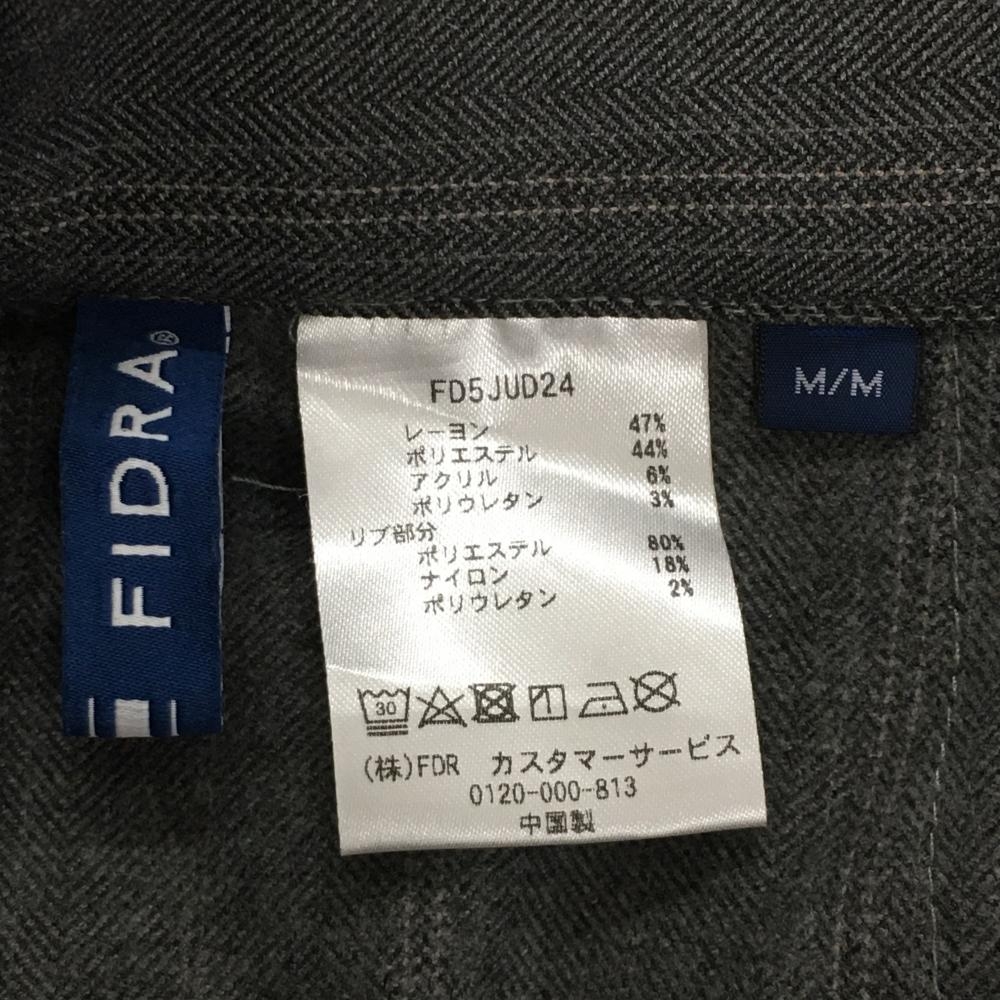 FIDRA®
FD5JUD24
レーヨン 47%
ポリエステル 44%
アクリル 6%
ポリウレタン 3%
リブ部分
ポリエステル 80%
ナイロン 18%
ポリウレタン 2%
30
(株)FDR カスタマーサービス
0120-000-813
中国製
M/M